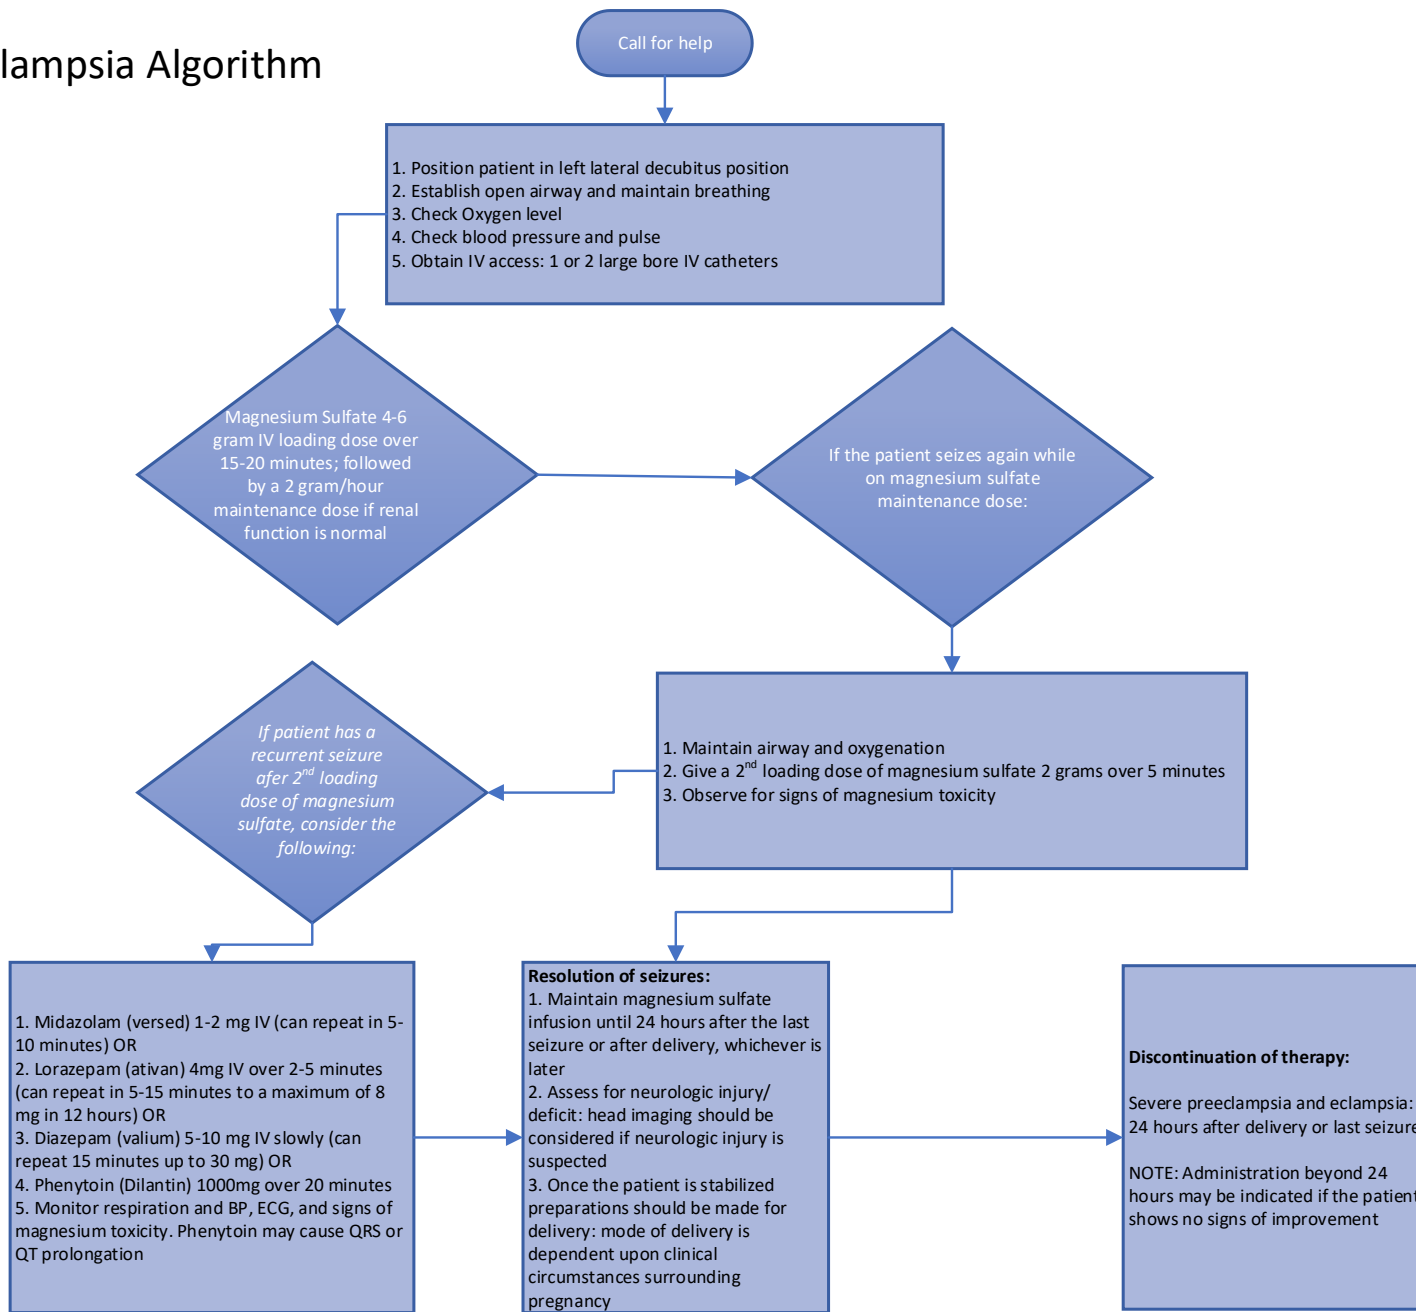 Call for help
lampsia Algorithm
1. Position patient in left lateral decubitus position
2. Establish open airway and maintain breathing
3. Check Oxygen level
4. Check blood pressure and pulse
5. Obtain IV access: 1 or 2 large bore IV catheters
Magnesium Sulfate 4-6
gram IV loading dose over
15-20 minutes; followed
by a 2 gram/hour
maintenance dose if renal
function is normal
If the patient seizes again while
on magnesium sulfate
maintenance dose:
1. Maintain airway and oxygenation
2. Give a 2nd loading dose of magnesium sulfate 2 grams over 5 minutes
3. Observe for signs of magnesium toxicity
If patient has a
recurrent seizure
afer 2nd loading
dose of magnesium
sulfate, consider the
following:
1. Midazolam (versed) 1-2 mg IV (can repeat in 5-
10 minutes) OR
2. Lorazepam (ativan) 4mg IV over 2-5 minutes
(can repeat in 5-15 minutes to a maximum of 8
mg in 12 hours) OR
3. Diazepam (valium) 5-10 mg IV slowly (can
repeat 15 minutes up to 30 mg) OR
4. Phenytoin (Dilantin) 1000mg over 20 minutes
5. Monitor respiration and BP, ECG, and signs of
magnesium toxicity. Phenytoin may cause QRS or
QT prolongation
Resolution of seizures:
1. Maintain magnesium sulfate
infusion until 24 hours after the last
seizure or after delivery, whichever is
later
2. Assess for neurologic injury/
deficit: head imaging should be
considered if neurologic injury is
suspected
3. Once the patient is stabilized
preparations should be made for
delivery: mode of delivery is
dependent upon clinical
circumstances surrounding
pregnancy
Discontinuation of therapy:
Severe preeclampsia and eclampsia:
24 hours after delivery or last seizure
NOTE: Administration beyond 24
hours may be indicated if the patient
shows no signs of improvement